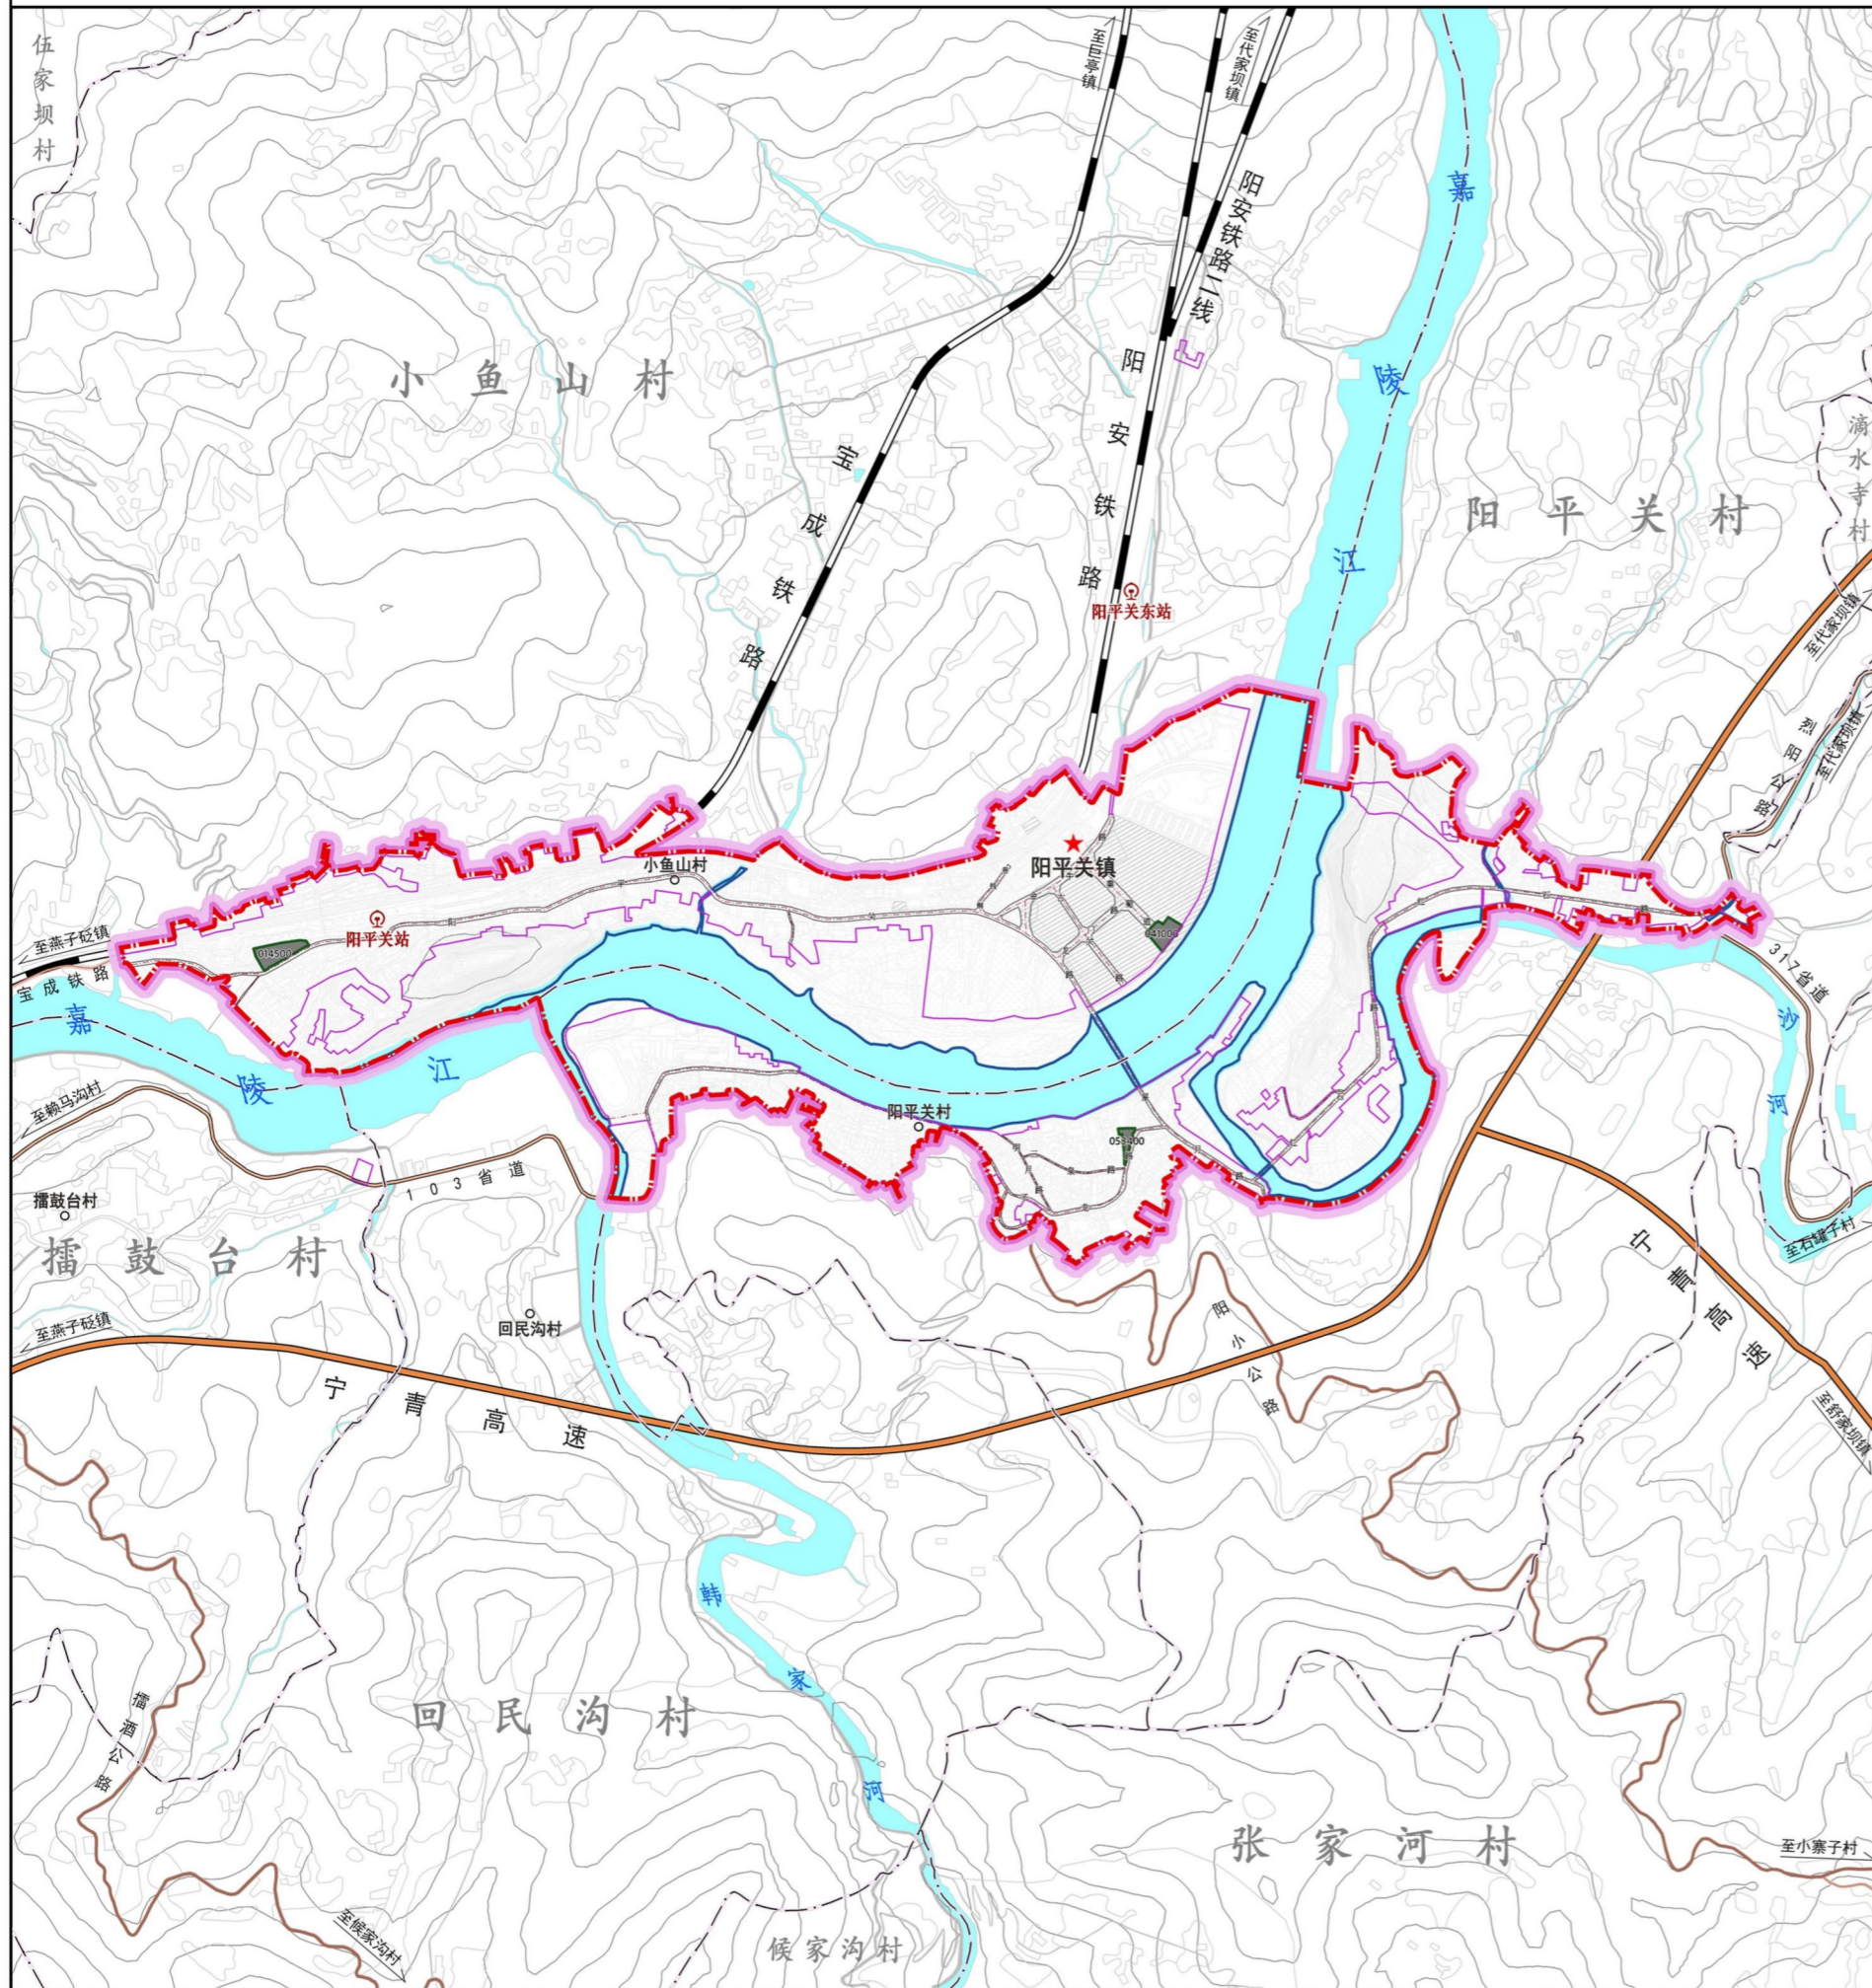 伍家坝村
至巨亭镇
至代家坝镇
嘉陵江
阳安铁路二线
小鱼山村
阳安铁路
宝成铁路
阳平关村
滴水寺村
阳平关东站
至代家坝镇
烈阳公路
至代家坝镇
阳平关镇
小鱼山村
阳平关站
014500
41000
至燕子砭镇
宝成铁路
317省道
沙河
嘉陵江
至赖马沟村
阳平关村
053400
103省道
擂鼓台村
擂鼓台村
至石罐子村
宁青高速
至燕子砭镇
回民沟村
阳小公路
宁青高速
至舒家坝镇
韩家河
回民沟村
擂酒公路
张家河村
至小寨子村
至候家沟村
候家沟村